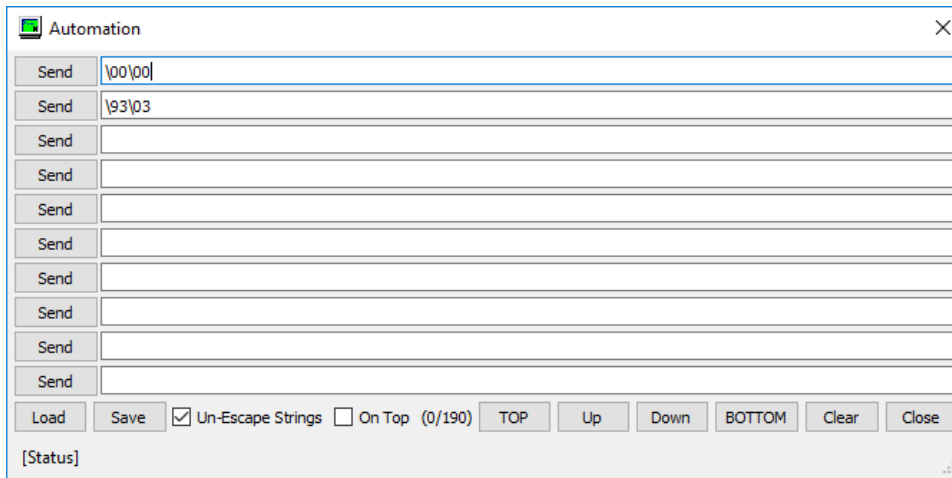 Automation
Send \00\00
Send \93\03
Send
Send
Send
Send
Send
Send
Send
Send
Load Save Un-Escape Strings On Top (0/190) TOP Up Down BOTTOM Clear Close
[Status]